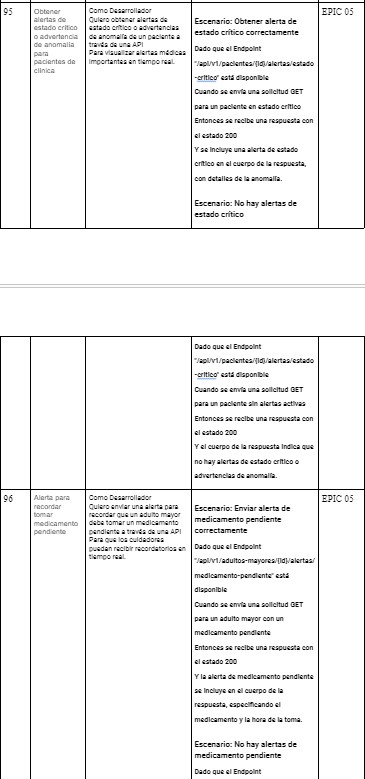 95
Obtener
alertas de
estado crítico
o advertencia
de anomalía
para
pacientes de
clínica
Como Desarrollador
Quiero obtener alertas de
estado crítico o advertencias
de anomalía de un paciente a
través de una API
Para visualizar alertas médicas
importantes en tiempo real.
Escenario: Obtener alerta de
estado crítico correctamente
Dado que el Endpoint
"/api/v1/pacientes/{id}/alertas/estado
-critico" está disponible
Cuando se envía una solicitud GET
para un paciente en estado crítico
Entonces se recibe una respuesta con
el estado 200
Y se incluye una alerta de estado
crítico en el cuerpo de la respuesta,
con detalles de la anomalía.
Escenario: No hay alertas de
estado crítico
EPIC 05
Dado que el Endpoint
"/api/v1/pacientes/{id}/alertas/estado
-critico" está disponible
Cuando se envía una solicitud GET
para un paciente sin alertas activas
Entonces se recibe una respuesta con
el estado 200
Y el cuerpo de la respuesta indica que
no hay alertas de estado crítico o
advertencias de anomalía.
96
Alerta para
recordar
tomar
medicamento
pendiente
Como Desarrollador
Quiero enviar una alerta para
recordar que un adulto mayor
debe tomar un medicamento
pendiente a través de una API
Para que los cuidadores
puedan recibir recordatorios en
tiempo real.
Escenario: Enviar alerta de
medicamento pendiente
correctamente
Dado que el Endpoint
"/api/v1/adultos-mayores/{id}/alertas/
medicamento-pendiente" está
disponible
Cuando se envía una solicitud GET
para un adulto mayor con un
medicamento pendiente
Entonces se recibe una respuesta con
el estado 200
Y la alerta de medicamento pendiente
se incluye en el cuerpo de la
respuesta, especificando el
medicamento y la hora de la toma.
Escenario: No hay alertas de
medicamento pendiente
Dado que el Endpoint
EPIC 05